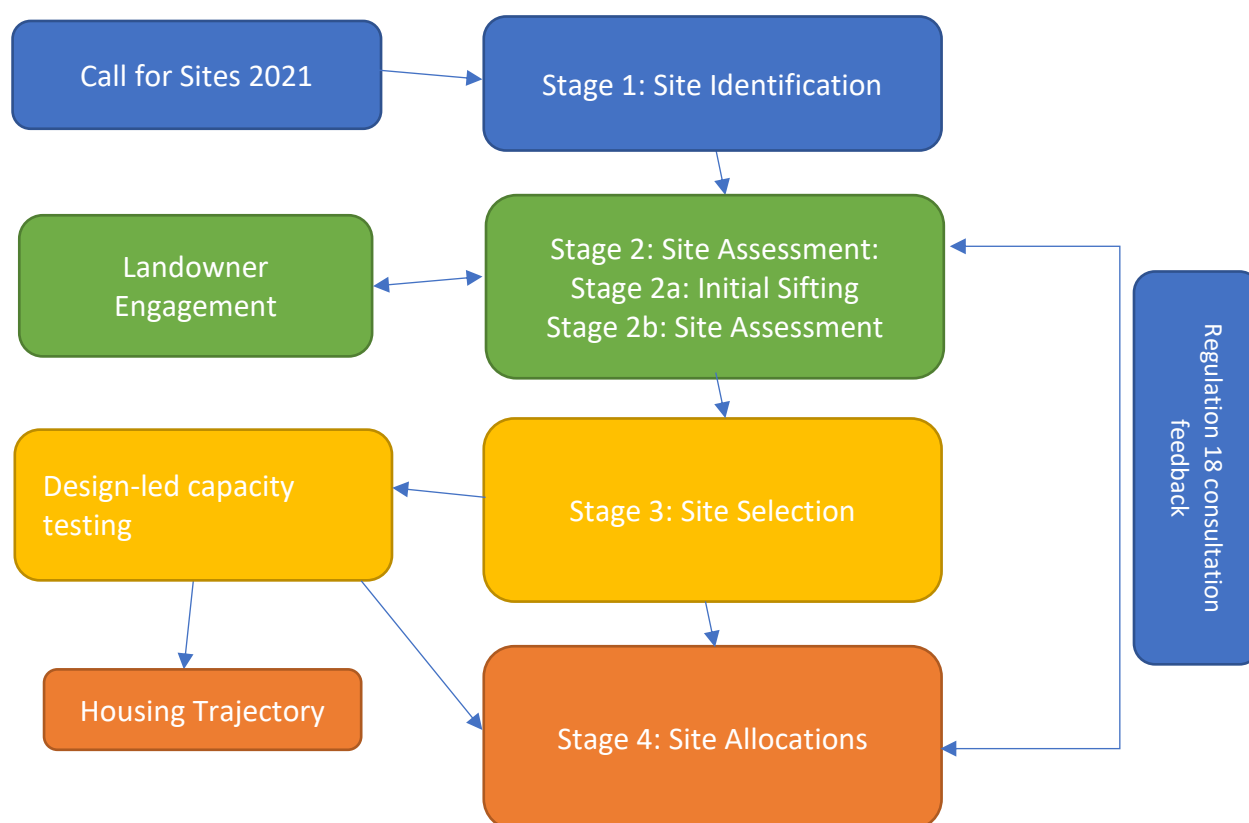 Call for Sites 2021
Stage 1: Site Identification
Landowner
Engagement
Stage 2: Site Assessment:
Stage 2a: Initial Sifting
Stage 2b: Site Assessment
Regulation 18 consultation
feedback
Design-led capacity
testing
Stage 3: Site Selection
Housing Trajectory
Stage 4: Site Allocations